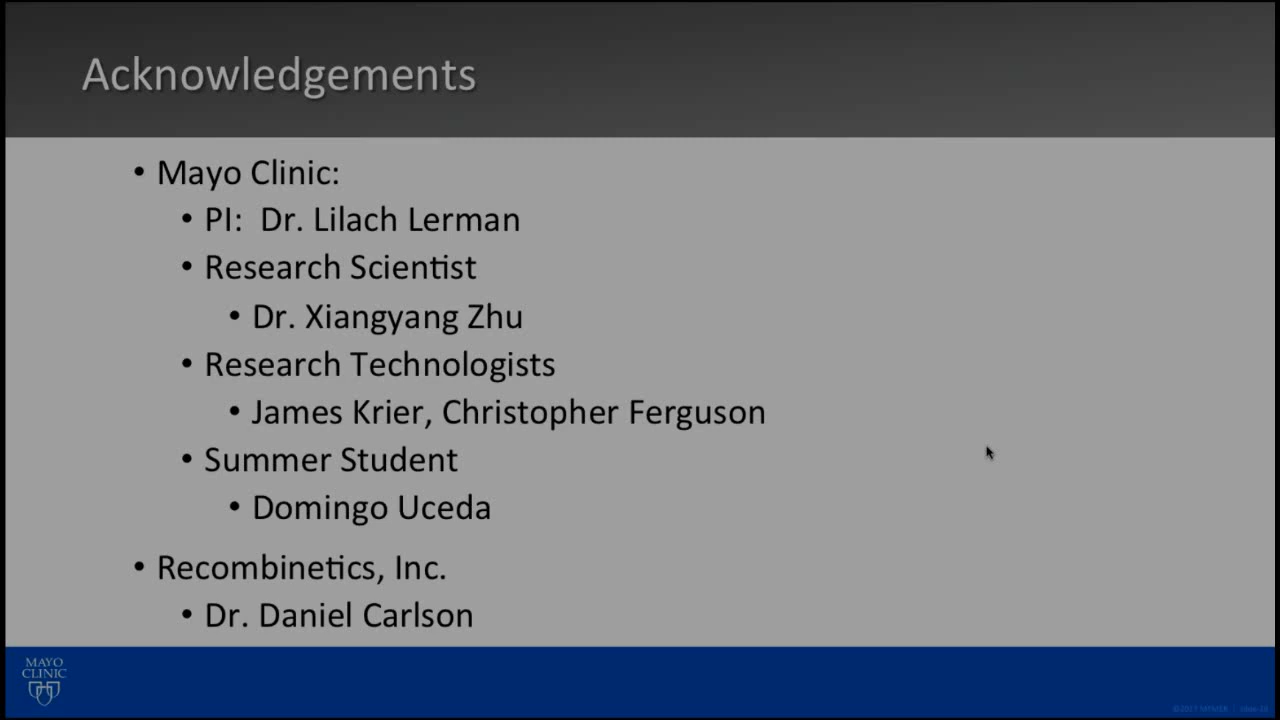 Acknowledgements
• Mayo Clinic:
• PI: Dr. Lilach Lerman
• Research Scientist
• Dr. Xiangyang Zhu
• Research Technologists
• James Krier, Christopher Ferguson
• Summer Student
• Domingo Uceda
• Recombinetics, Inc.
• Dr. Daniel Carlson
MAYO
CLINIC